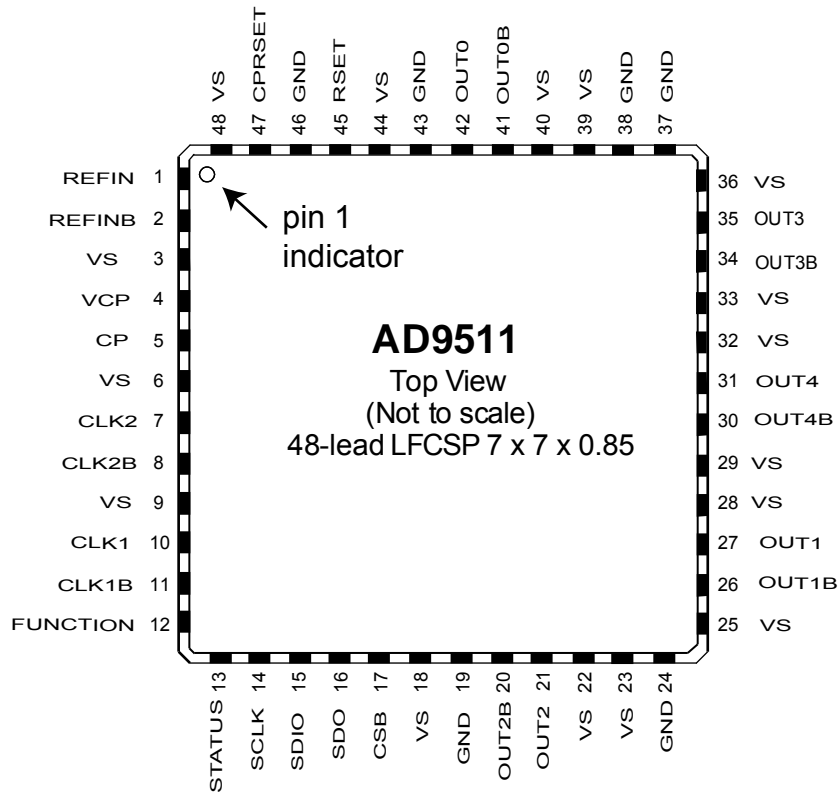 48 VS
47 CPRSET
46 GND
45 RSET
44 VS
43 GND
42 OUT0
41 OUT0B
40 VS
39 VS
38 GND
37 GND
REFIN 1
REFINB 2
VS 3
VCP 4
CP 5
VS 6
CLK2 7
CLK2B 8
VS 9
CLK1 10
CLK1B 11
FUNCTION 12
pin 1
indicator
AD9511
Top View
(Not to scale)
48-lead LFCSP 7 x 7 x 0.85
36 VS
35 OUT3
34 OUT3B
33 VS
32 VS
31 OUT4
30 OUT4B
29 VS
28 VS
27 OUT1
26 OUT1B
25 VS
STATUS 13
SCLK 14
SDIO 15
SDO 16
CSB 17
VS 18
GND 19
OUT2B 20
OUT2 21
VS 22
VS 23
GND 24